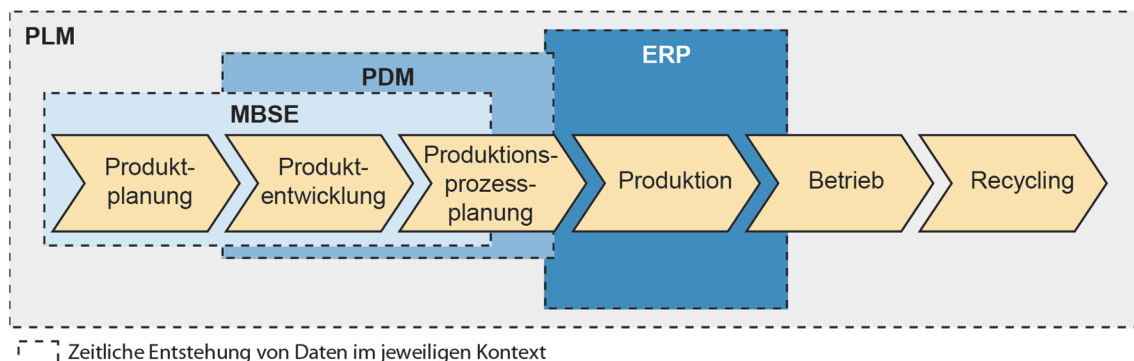 PLM
ERP
PDM
MBSE
Produkt-
planung
Produkt-
entwicklung
Produktions-
prozess-
planung
Produktion
Betrieb
Recycling
Zeitliche Entstehung von Daten im jeweiligen Kontext